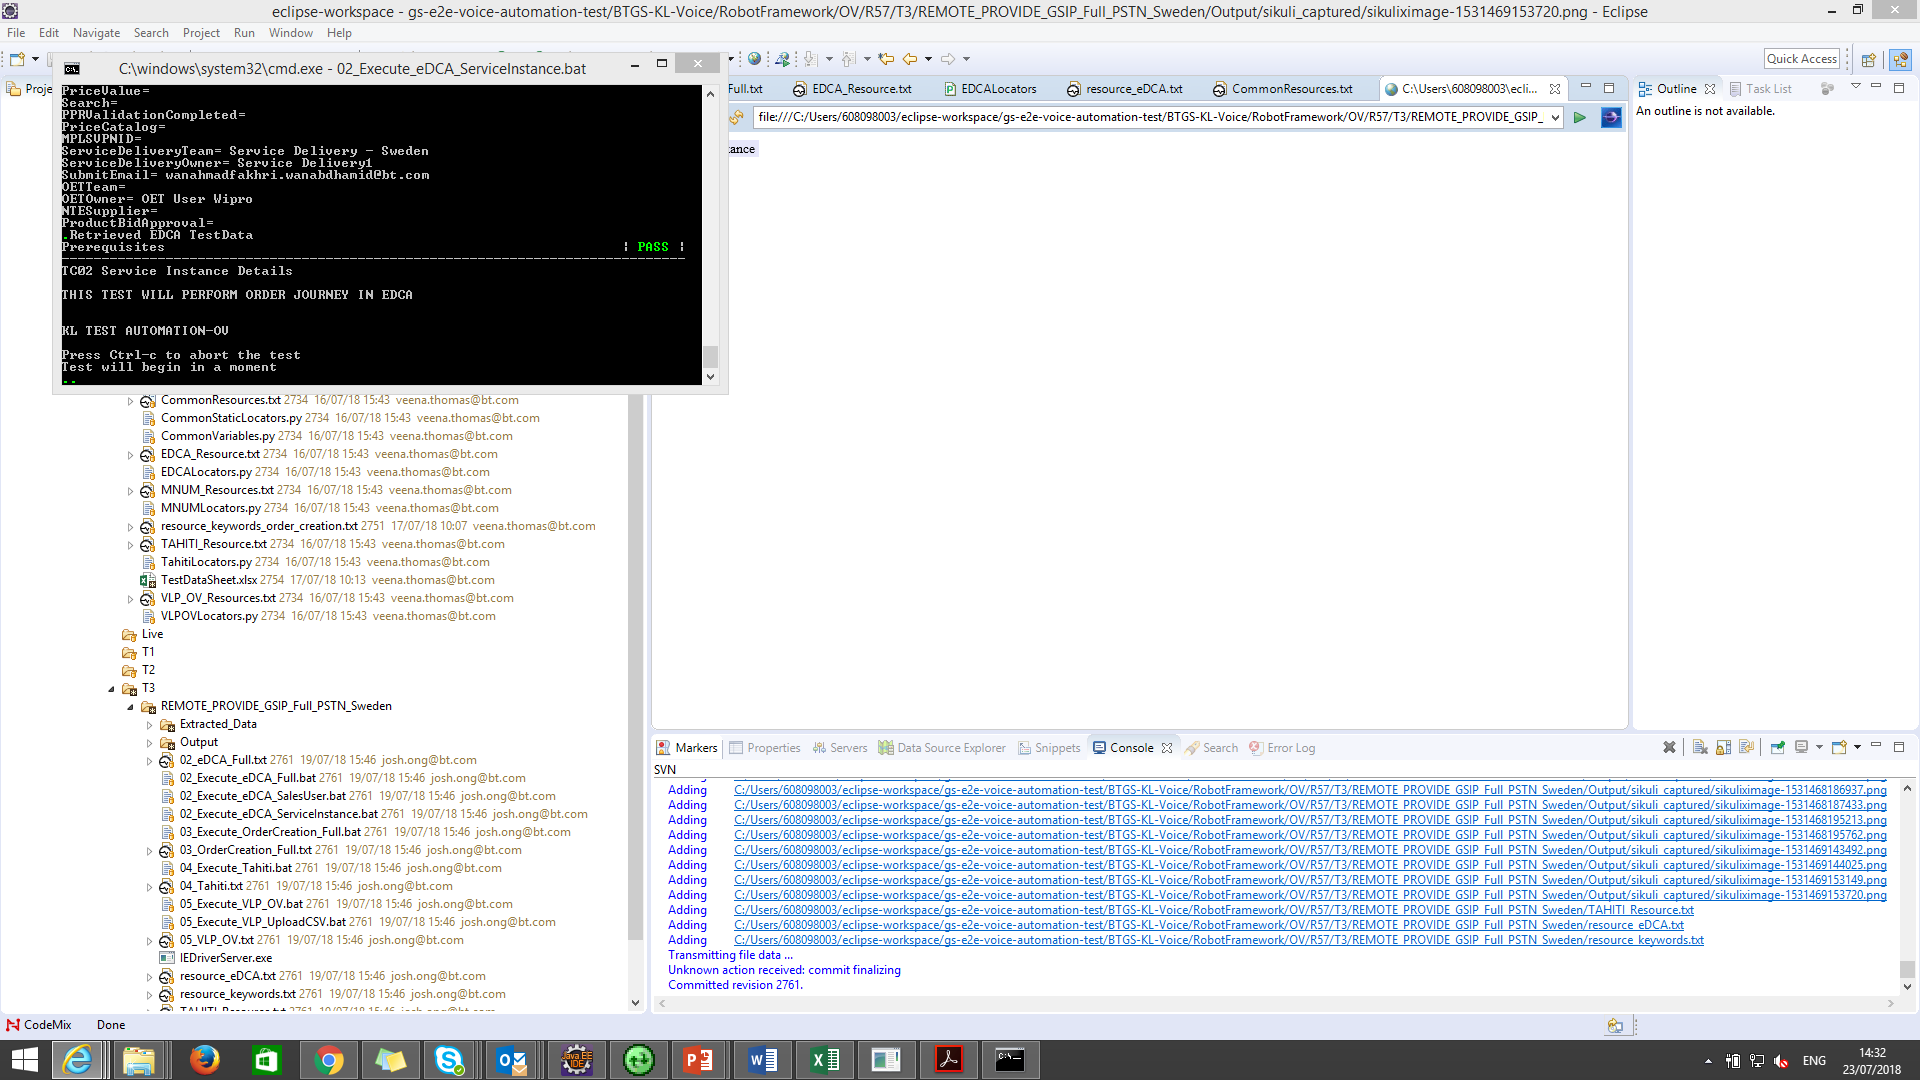 eclipse-workspace - gs-e2e-voice-automation-test/BTGS-KL-Voice/RobotFramework/OV/R57/T3/REMOTE_PROVIDE_GSIP_Full_PSTN_Sweden/Output/sikuli_captured/sikuliximage-1531469153720.png - Eclipse
File Edit Navigate Search Project Run Window Help
Quick Access
C:\windows\system32\cmd.exe - 02_Execute_eDCA_ServiceInstance.bat
PriceValue=
Search=
PPRValidationCompleted=
PriceCatalog=
MPLSVPNID=
ServiceDeliveryTeam= Service Delivery - Sweden
ServiceDeliveryOwner= Service Delivery1
SubmitEmail= wanahmadfakhri.wanabdhamid@bt.com
OETTeam=
OETOwner= OET User Wipro
NTESupplier=
ProductBidApproval=
.Retrieved EDCA TestData
Prerequisites | PASS |
TC02 Service Instance Details
THIS TEST WILL PERFORM ORDER JOURNEY IN EDCA
KL TEST AUTOMATION-OV
Press Ctrl-c to abort the test
Test will begin in a moment
..
Proje
Full.txt EDCA_Resource.txt EDCALocators resource_eDCA.txt CommonResources.txt C:\Users\608098003\ecli...
file:///C:/Users/608098003/eclipse-workspace/gs-e2e-voice-automation-test/BTGS-KL-Voice/RobotFramework/OV/R57/T3/REMOTE_PROVIDE_GSIP_
tance
Outline Task List
An outline is not available.
CommonResources.txt 2734 16/07/18 15:43 veena.thomas@bt.com
CommonStaticLocators.py 2734 16/07/18 15:43 veena.thomas@bt.com
CommonVariables.py 2734 16/07/18 15:43 veena.thomas@bt.com
EDCA_Resource.txt 2734 16/07/18 15:43 veena.thomas@bt.com
EDCALocators.py 2734 16/07/18 15:43 veena.thomas@bt.com
MNUM_Resources.txt 2734 16/07/18 15:43 veena.thomas@bt.com
MNUMLocators.py 2734 16/07/18 15:43 veena.thomas@bt.com
resource_keywords_order_creation.txt 2751 17/07/18 10:07 veena.thomas@bt.com
TAHITI_Resource.txt 2734 16/07/18 15:43 veena.thomas@bt.com
TahitiLocators.py 2734 16/07/18 15:43 veena.thomas@bt.com
TestDataSheet.xlsx 2754 17/07/18 10:13 veena.thomas@bt.com
VLP_OV_Resources.txt 2734 16/07/18 15:43 veena.thomas@bt.com
VLPOVLocators.py 2734 16/07/18 15:43 veena.thomas@bt.com
Live
T1
T2
T3
REMOTE_PROVIDE_GSIP_Full_PSTN_Sweden
Extracted_Data
Output
02_eDCA_Full.txt 2761 19/07/18 15:46 josh.ong@bt.com
02_Execute_eDCA_Full.bat 2761 19/07/18 15:46 josh.ong@bt.com
02_Execute_eDCA_SalesUser.bat 2761 19/07/18 15:46 josh.ong@bt.com
02_Execute_eDCA_ServiceInstance.bat 2761 19/07/18 15:46 josh.ong@bt.com
03_Execute_OrderCreation_Full.bat 2761 19/07/18 15:46 josh.ong@bt.com
03_OrderCreation_Full.txt 2761 19/07/18 15:46 josh.ong@bt.com
04_Execute_Tahiti.bat 2761 19/07/18 15:46 josh.ong@bt.com
04_Tahiti.txt 2761 19/07/18 15:46 josh.ong@bt.com
05_Execute_VLP_OV.bat 2761 19/07/18 15:46 josh.ong@bt.com
05_Execute_VLP_UploadCSV.bat 2761 19/07/18 15:46 josh.ong@bt.com
05_VLP_OV.txt 2761 19/07/18 15:46 josh.ong@bt.com
IEDriverServer.exe
resource_eDCA.txt 2761 19/07/18 15:46 josh.ong@bt.com
resource_keywords.txt 2761 19/07/18 15:46 josh.ong@bt.com
TAHITI_Resource.txt 2761 19/07/18 15:46 josh.ong@bt.com
Markers Properties Servers Data Source Explorer Snippets Console Search Error Log
SVN
Adding C:/Users/608098003/eclipse-workspace/gs-e2e-voice-automation-test/BTGS-KL-Voice/RobotFramework/OV/R57/T3/REMOTE_PROVIDE_GSIP_Full_PSTN_Sweden/Output/sikuli_captured/sikuliximage-1531468186937.png
Adding C:/Users/608098003/eclipse-workspace/gs-e2e-voice-automation-test/BTGS-KL-Voice/RobotFramework/OV/R57/T3/REMOTE_PROVIDE_GSIP_Full_PSTN_Sweden/Output/sikuli_captured/sikuliximage-1531468187433.png
Adding C:/Users/608098003/eclipse-workspace/gs-e2e-voice-automation-test/BTGS-KL-Voice/RobotFramework/OV/R57/T3/REMOTE_PROVIDE_GSIP_Full_PSTN_Sweden/Output/sikuli_captured/sikuliximage-1531468195213.png
Adding C:/Users/608098003/eclipse-workspace/gs-e2e-voice-automation-test/BTGS-KL-Voice/RobotFramework/OV/R57/T3/REMOTE_PROVIDE_GSIP_Full_PSTN_Sweden/Output/sikuli_captured/sikuliximage-1531468195762.png
Adding C:/Users/608098003/eclipse-workspace/gs-e2e-voice-automation-test/BTGS-KL-Voice/RobotFramework/OV/R57/T3/REMOTE_PROVIDE_GSIP_Full_PSTN_Sweden/Output/sikuli_captured/sikuliximage-1531469143492.png
Adding C:/Users/608098003/eclipse-workspace/gs-e2e-voice-automation-test/BTGS-KL-Voice/RobotFramework/OV/R57/T3/REMOTE_PROVIDE_GSIP_Full_PSTN_Sweden/Output/sikuli_captured/sikuliximage-1531469144025.png
Adding C:/Users/608098003/eclipse-workspace/gs-e2e-voice-automation-test/BTGS-KL-Voice/RobotFramework/OV/R57/T3/REMOTE_PROVIDE_GSIP_Full_PSTN_Sweden/Output/sikuli_captured/sikuliximage-1531469153149.png
Adding C:/Users/608098003/eclipse-workspace/gs-e2e-voice-automation-test/BTGS-KL-Voice/RobotFramework/OV/R57/T3/REMOTE_PROVIDE_GSIP_Full_PSTN_Sweden/Output/sikuli_captured/sikuliximage-1531469153720.png
Adding C:/Users/608098003/eclipse-workspace/gs-e2e-voice-automation-test/BTGS-KL-Voice/RobotFramework/OV/R57/T3/REMOTE_PROVIDE_GSIP_Full_PSTN_Sweden/TAHITI_Resource.txt
Adding C:/Users/608098003/eclipse-workspace/gs-e2e-voice-automation-test/BTGS-KL-Voice/RobotFramework/OV/R57/T3/REMOTE_PROVIDE_GSIP_Full_PSTN_Sweden/resource_eDCA.txt
Adding C:/Users/608098003/eclipse-workspace/gs-e2e-voice-automation-test/BTGS-KL-Voice/RobotFramework/OV/R57/T3/REMOTE_PROVIDE_GSIP_Full_PSTN_Sweden/resource_keywords.txt
Transmitting file data ...
Unknown action received: commit finalizing
Committed revision 2761.
CodeMix Done
ENG
14:32
23/07/2018